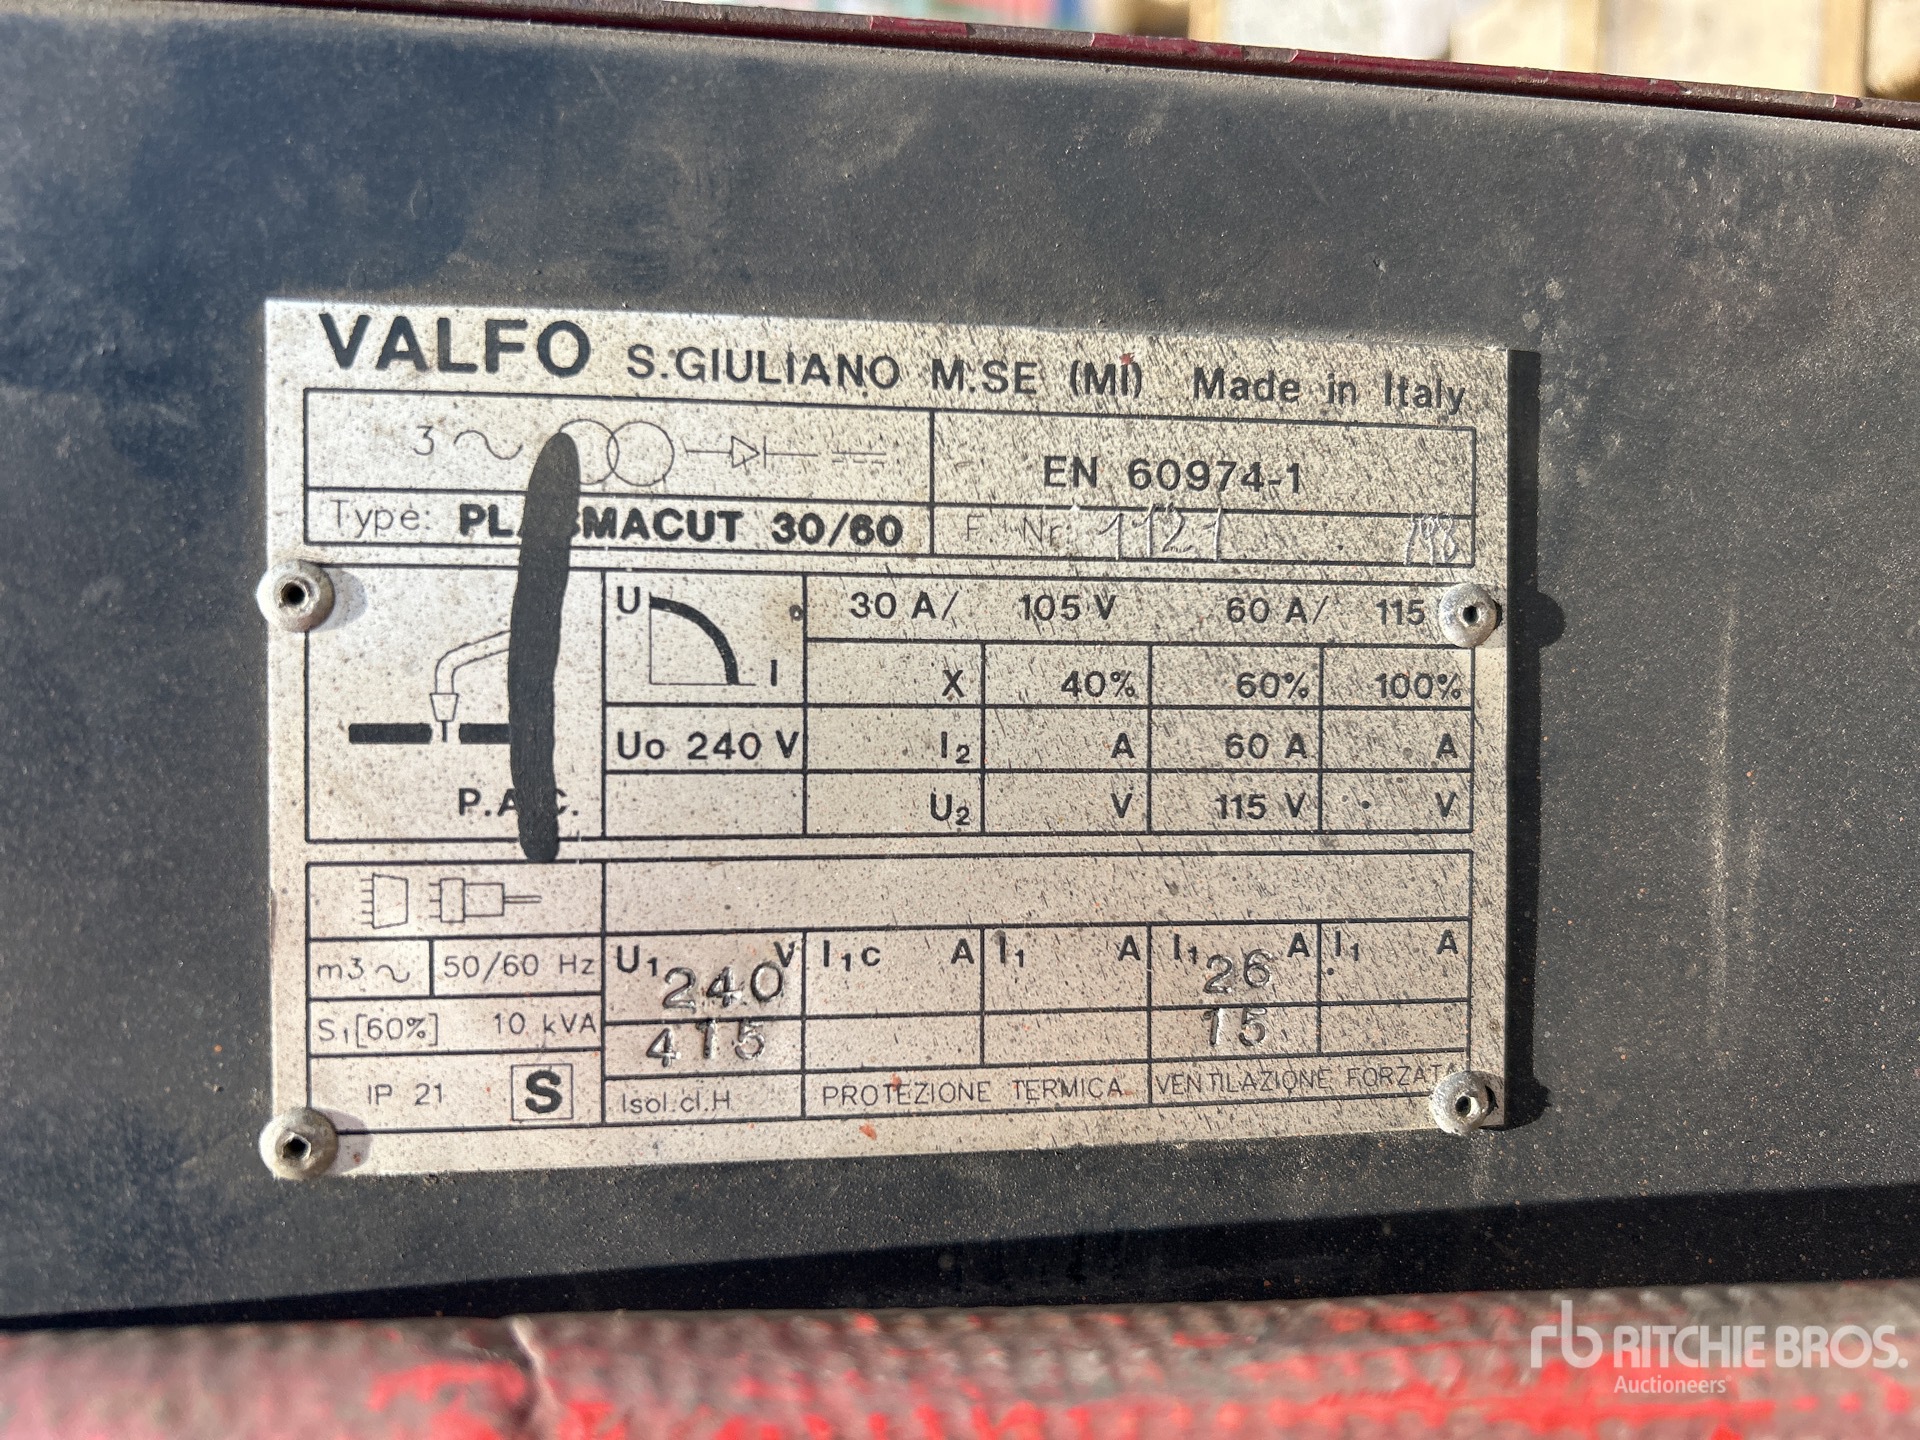 VALFO S.GIULIANO M.SE (MI) Made in Italy
3 EN 60974-1
Type: PLASMACUT 30/60 F. Nr: 1121 /98
U I 30 A/ 105 V 60 A/ 115
X 40% 60% 100%
Uo 240 V I2 A 60 A A
P.A.C. U2 V 115 V V
m3~ 50/60 Hz U1 240 V I1c A I1 A I1 26 A I1 A
S1[60%] 10 kVA 415 15
IP 21 S Isol.cl.H PROTEZIONE TERMICA VENTILAZIONE FORZATA
rb RITCHIE BROS.
Auctioneers